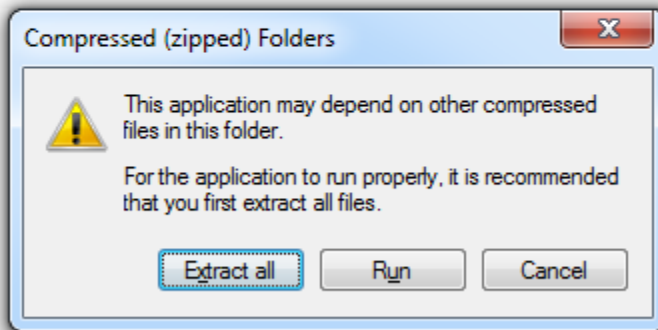 Compressed (zipped) Folders
This application may depend on other compressed
files in this folder.
For the application to run properly, it is recommended
that you first extract all files.
Extract all Run Cancel